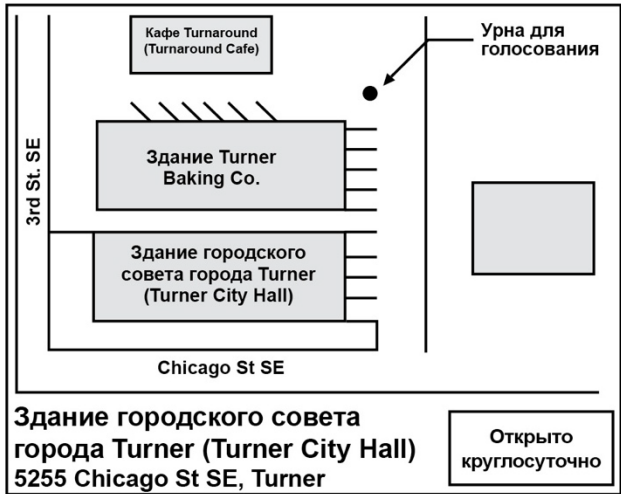 Кафе Turnaround
(Turnaround Cafe)
Урна для
голосования
Здание Turner
Baking Co.
3rd St. SE
Здание городского
совета города Turner
(Turner City Hall)
Chicago St SE
Здание городского совета
города Turner (Turner City Hall)
5255 Chicago St SE, Turner
Открыто
круглосуточно